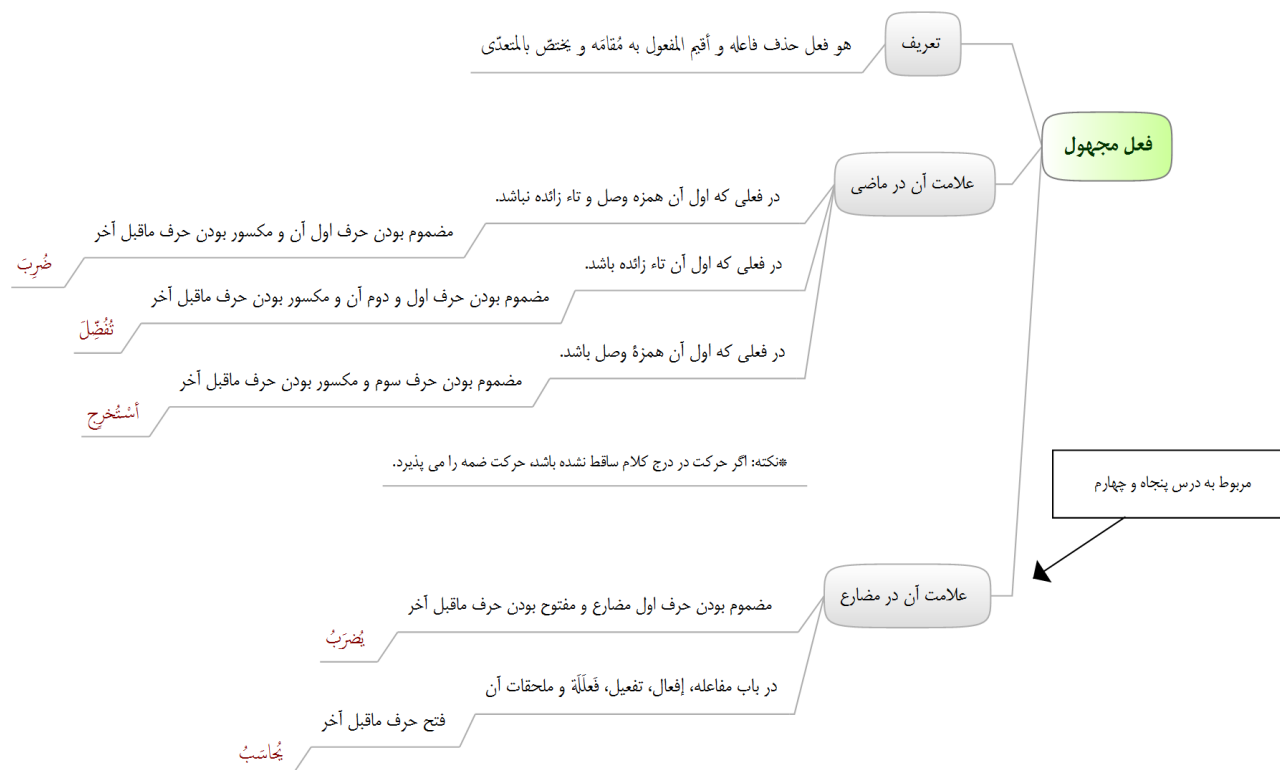 فعل مجهول
تعریف
هو فعل حذف فاعله و أقیم المفعول به مُقامَه و یختصّ بالمتعدّی
علامت آن در ماضی
در فعلی که اول آن همزه وصل و تاء زائده نباشد.
مضموم بودن حرف اول آن و مکسور بودن حرف ماقبل آخر
ضُرِبَ
در فعلی که اول آن تاء زائده باشد.
مضموم بودن حرف اول و دوم آن و مکسور بودن حرف ماقبل آخر
تُفُضِّلَ
در فعلی که اول آن همزۀ وصل باشد.
مضموم بودن حرف سوم و مکسور بودن حرف ماقبل آخر
أسْتُخرِج
*نکته: اگر حرکت در درج کلام ساقط نشده باشد، حرکت ضمه را می پذیرد.
مربوط به درس پنجاه و چهارم
علامت آن در مضارع
مضموم بودن حرف اول مضارع و مفتوح بودن حرف ماقبل آخر
یُضرَبُ
در باب مفاعله، إفعال، تفعیل، فَعلَلَة و ملحقات آن
فتح حرف ماقبل آخر
یُحاسَبُ